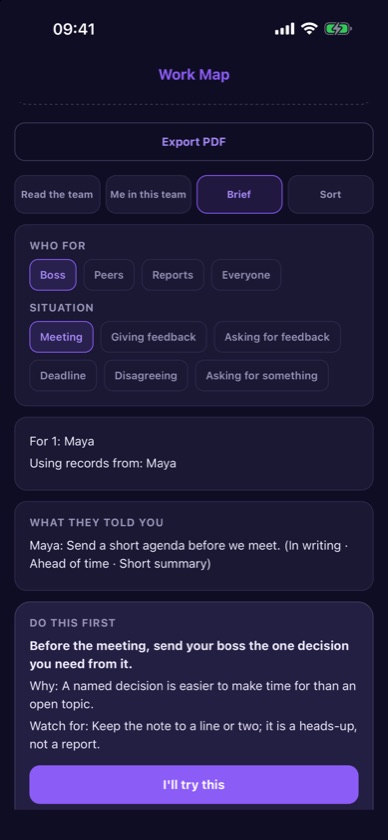 09:41
Work Map
Export PDF
Read the team
Me in this team
Brief
Sort
WHO FOR
Boss
Peers
Reports
Everyone
SITUATION
Meeting
Giving feedback
Asking for feedback
Deadline
Disagreeing
Asking for something
For 1: Maya
Using records from: Maya
WHAT THEY TOLD YOU
Maya: Send a short agenda before we meet. (In writing ·
Ahead of time · Short summary)
DO THIS FIRST
Before the meeting, send your boss the one decision
you need from it.
Why: A named decision is easier to make time for than an
open topic.
Watch for: Keep the note to a line or two; it is a heads-up,
not a report.
I'll try this